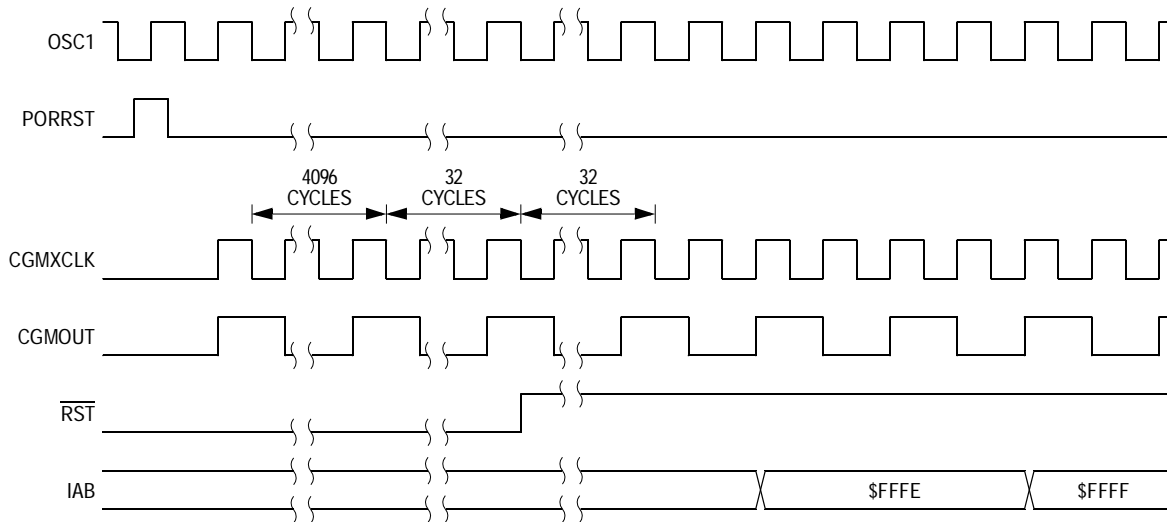 OSC1
PORRST
4096
CYCLES
32
CYCLES
32
CYCLES
CGMXCLK
CGMOUT
RST
IAB
$FFFE
$FFFF